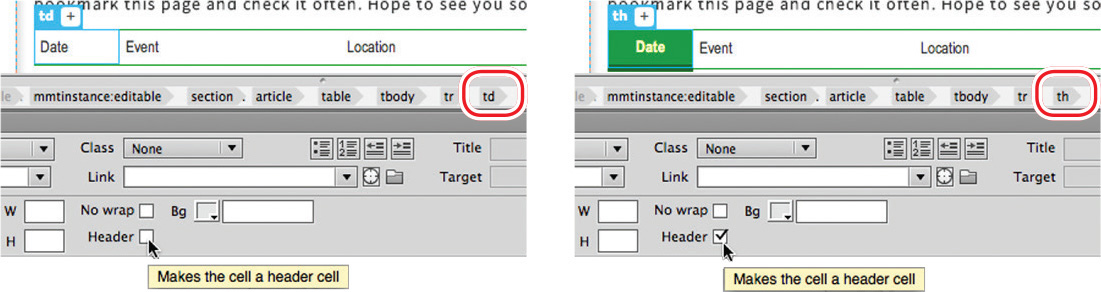 bookmark this page and check it often. Hope to see you so
td +
Date Event Location
mmtinstance:editable section . article table tbody tr td
Class None Title
Link Target
W No wrap Bg
H Header
Makes the cell a header cell
bookmark this page and check it often. Hope to see you so
th +
Date Event Location
le . mmtinstance:editable section . article table tbody tr th
Class None Title
Link Target
W No wrap Bg
H Header
Makes the cell a header cell